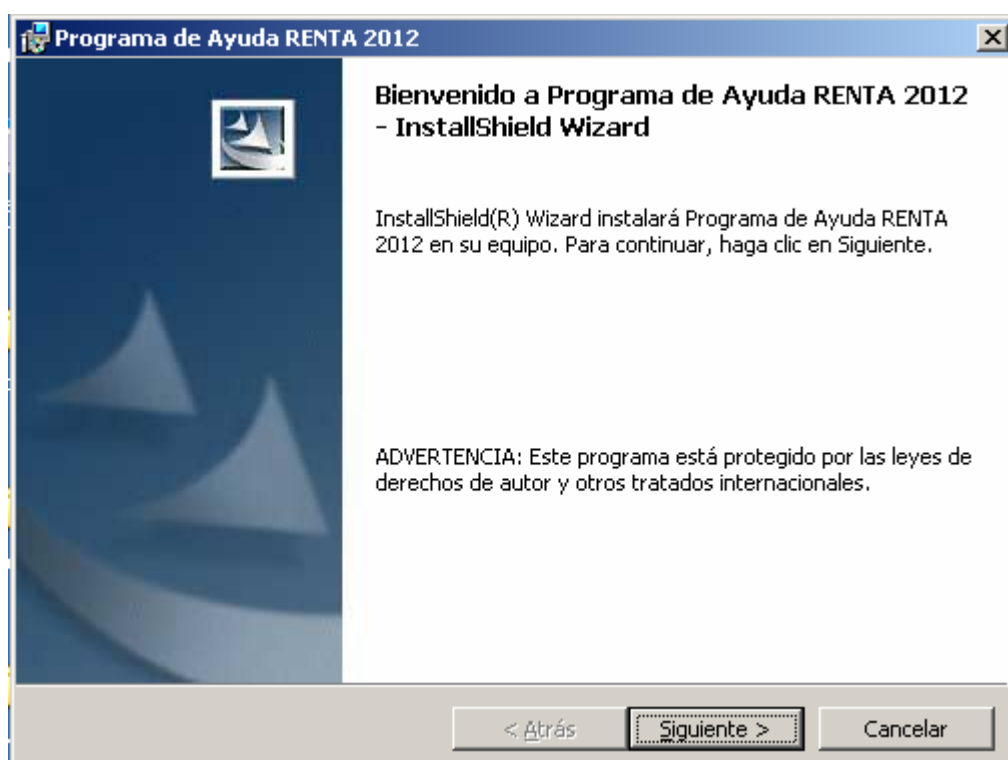 Programa de Ayuda RENTA 2012
Bienvenido a Programa de Ayuda RENTA 2012
- InstallShield Wizard
InstallShield(R) Wizard instalará Programa de Ayuda RENTA
2012 en su equipo. Para continuar, haga clic en Siguiente.
ADVERTENCIA: Este programa está protegido por las leyes de
derechos de autor y otros tratados internacionales.
< Atrás
Siguiente >
Cancelar